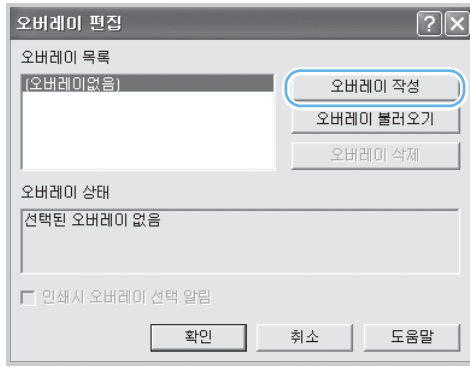 오버레이 편집
오버레이 목록
(오버레이없음)
오버레이 작성
오버레이 불러오기
오버레이 삭제
오버레이 상태
선택된 오버레이 없음
인쇄시 오버레이 선택 알림
확인 취소 도움말